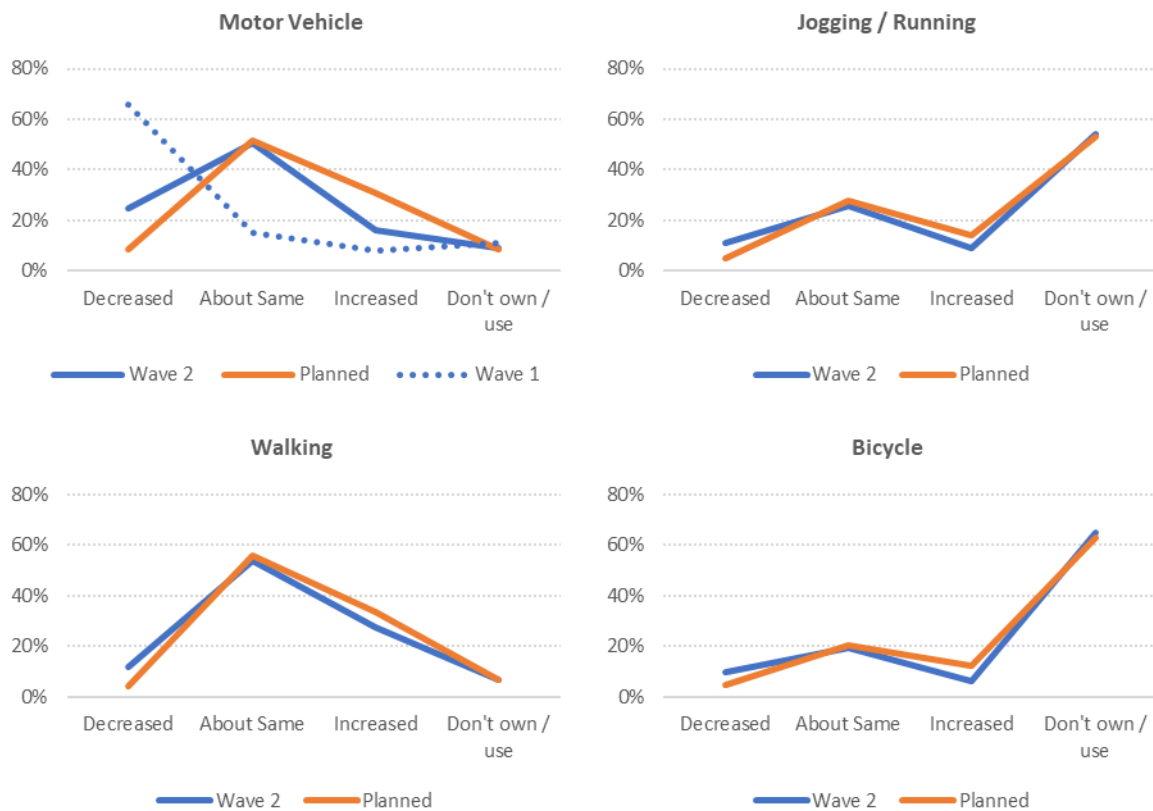 Motor Vehicle
80%
60%
40%
20%
0%
Decreased About Same Increased Don't own /
use
Wave 2 Planned Wave 1
Jogging / Running
80%
60%
40%
20%
0%
Decreased About Same Increased Don't own /
use
Wave 2 Planned
Walking
80%
60%
40%
20%
0%
Decreased About Same Increased Don't own /
use
Wave 2 Planned
Bicycle
80%
60%
40%
20%
0%
Decreased About Same Increased Don't own /
use
Wave 2 Planned